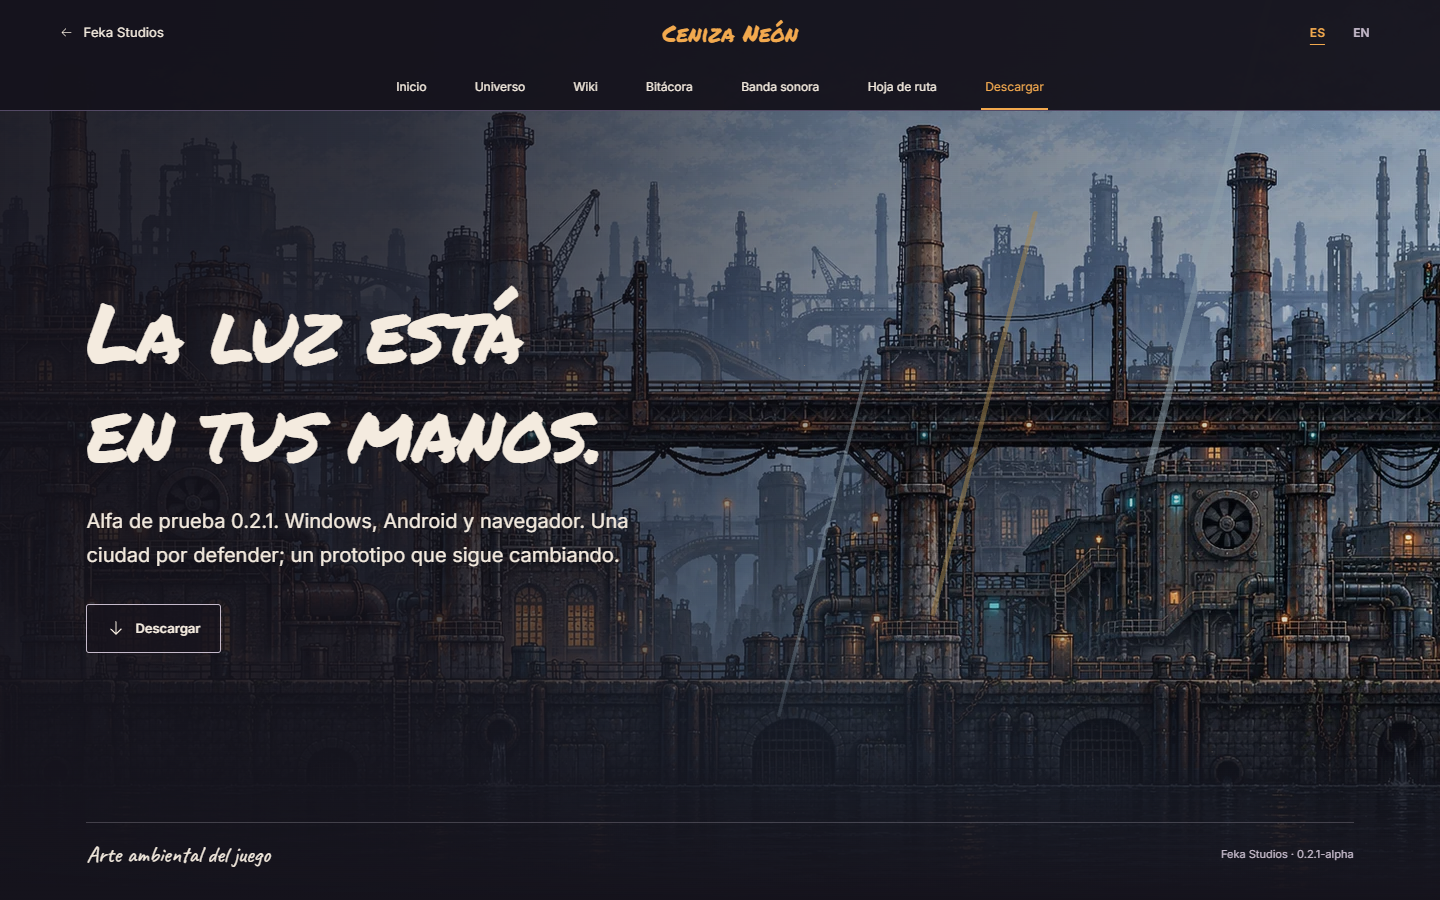 ← Feka Studios
Ceniza Neón
ES EN
Inicio Universo Wiki Bitácora Banda sonora Hoja de ruta Descargar
La luz está
en tus manos.
Alfa de prueba 0.2.1. Windows, Android y navegador. Una
ciudad por defender; un prototipo que sigue cambiando.
↓ Descargar
Arte ambiental del juego
Feka Studios · 0.2.1-alpha